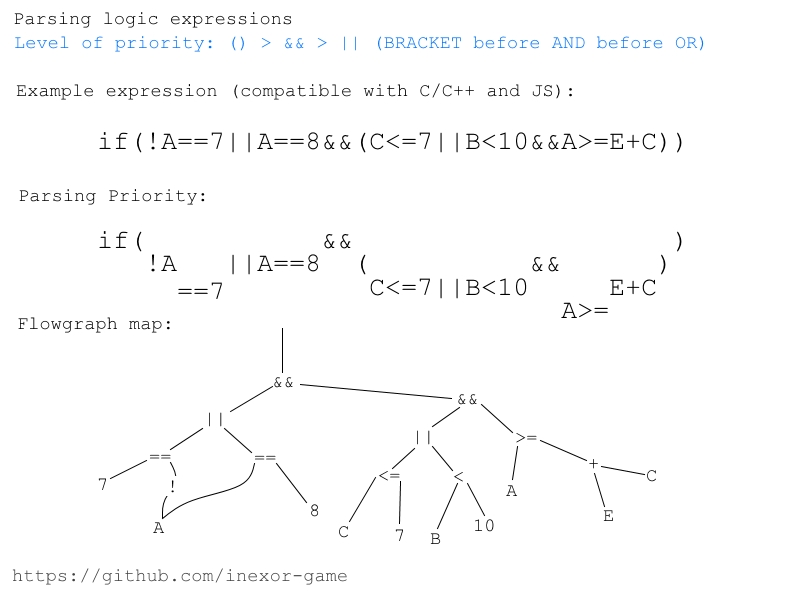 Parsing logic expressions
Level of priority: () > && > || (BRACKET before AND before OR)
Example expression (compatible with C/C++ and JS):
if(!A==7||A==8&&(C<=7||B<10&&A>=E+C))
Parsing Priority:
if( && )
!A ||A==8 ( && )
==7 C<=7||B<10 E+C
A>=
Flowgraph map:
&&
&&
||
|| >=
== ==
+
<= < C
7 ! A
8 E
A C 7 B 10
https://github.com/inexor-game